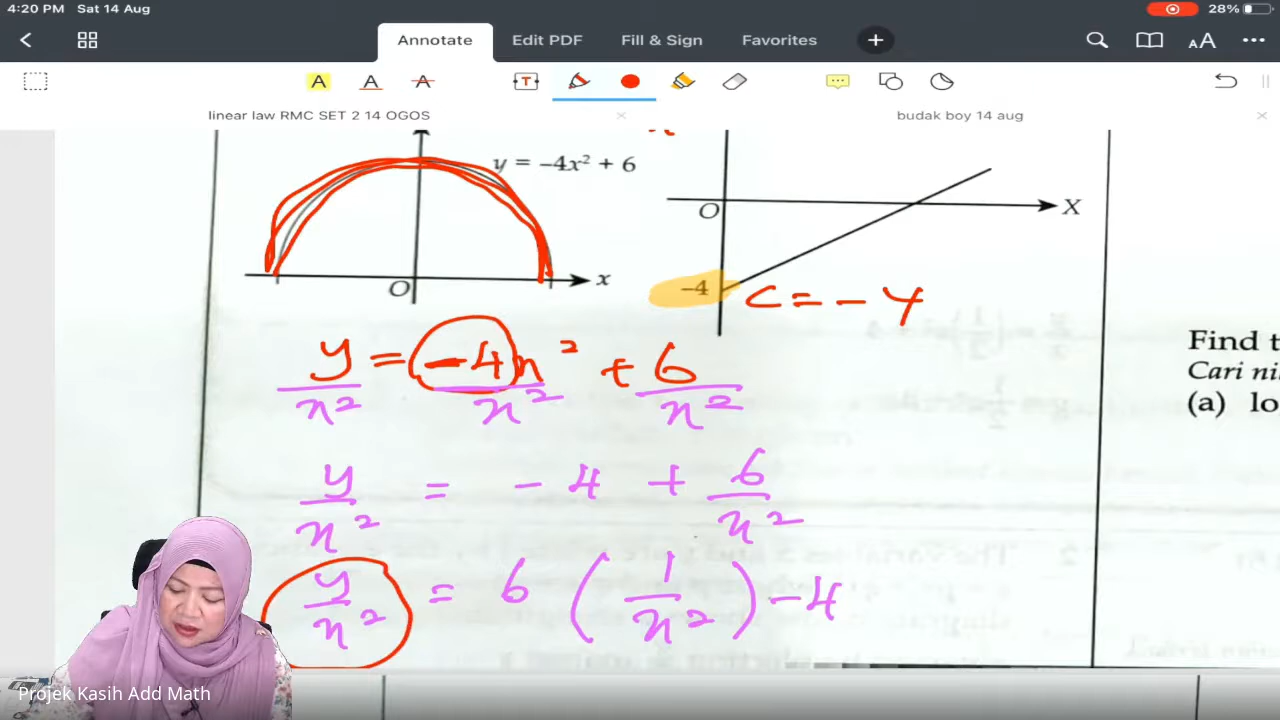 4:20 PM Sat 14 Aug
28%
Annotate
Edit PDF
Fill & Sign
Favorites
linear law RMC SET 2 14 OGOS
budak boy 14 aug
y = −4x² + 6
O
x
O
X
−4
c = −4
y/x² = −4x²/x² + 6/x²
y/x² = −4 + 6/x²
y/x² = 6 (1/x²) −4
Find t
Cari ni
(a) lo
Projek Kasih Add Math